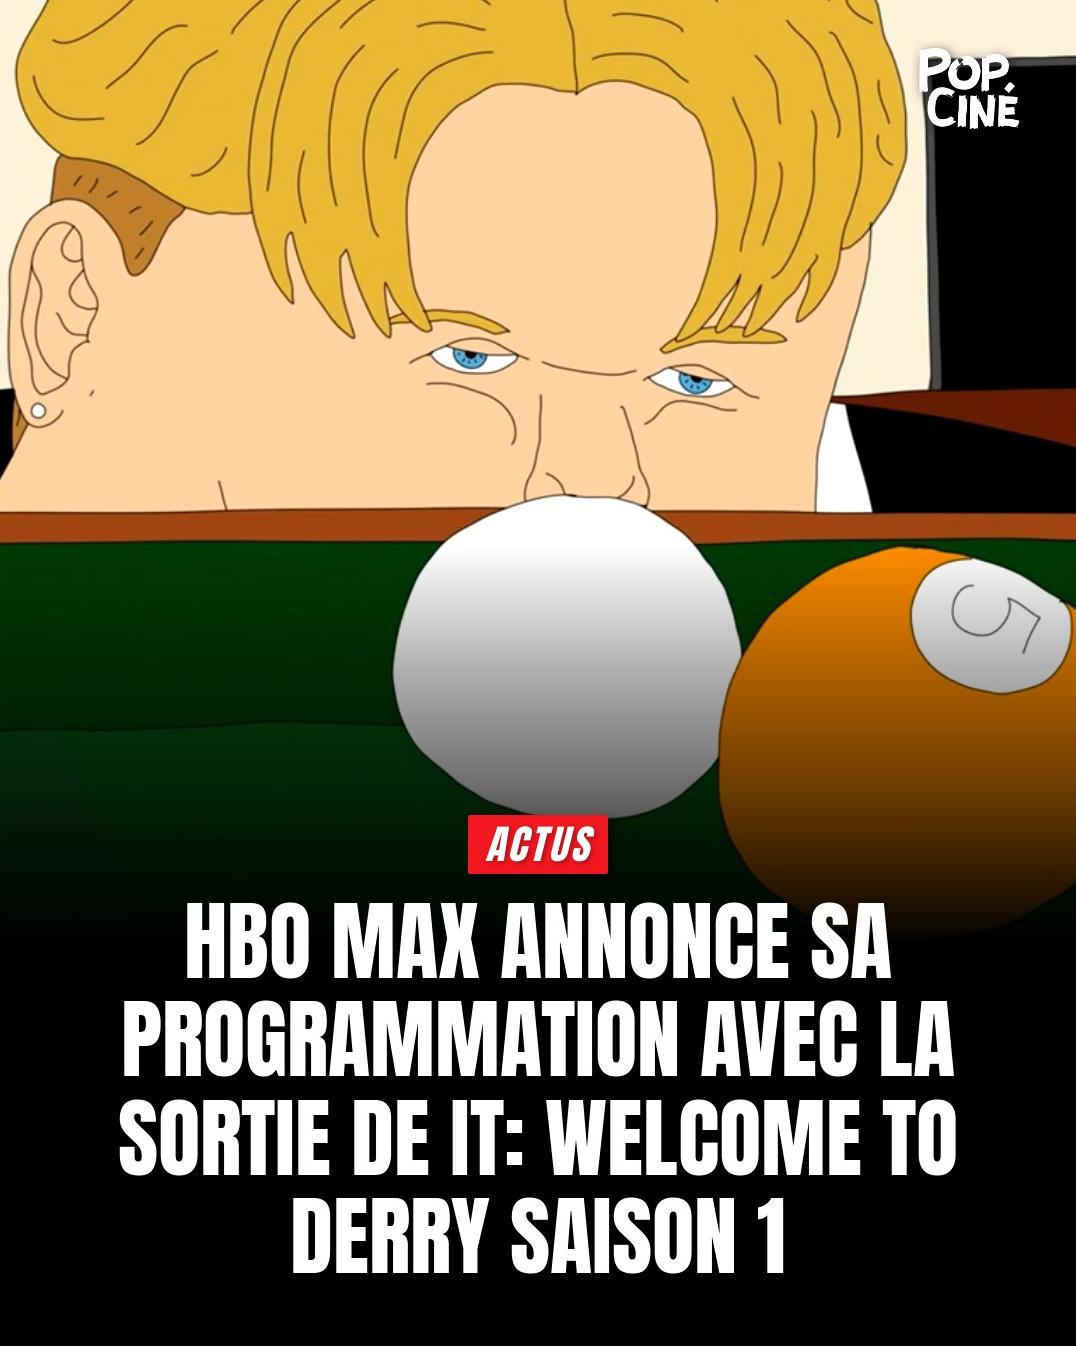 POP.
CINÉ
5
ACTUS
HBO MAX ANNONCE SA
PROGRAMMATION AVEC LA
SORTIE DE IT: WELCOME TO
DERRY SAISON 1